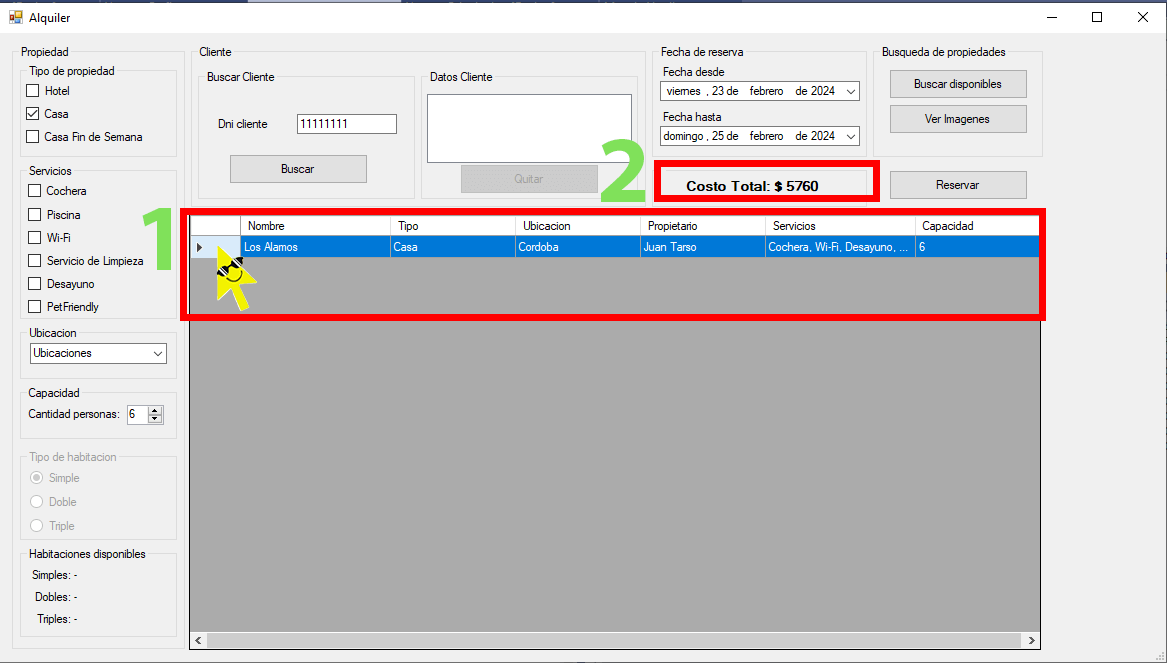 Alquiler
Propiedad
Tipo de propiedad
Hotel
Casa
Casa Fin de Semana
Servicios
Cochera
Piscina
Wi-Fi
Servicio de Limpieza
Desayuno
PetFriendly
Ubicacion
Ubicaciones
Capacidad
Cantidad personas: 6
Tipo de habitacion
Simple
Doble
Triple
Habitaciones disponibles
Simples: -
Dobles: -
Triples: -
Cliente
Buscar Cliente
Dni cliente 11111111
Buscar
Datos Cliente
Quitar
Fecha de reserva
Fecha desde
viernes , 23 de febrero de 2024
Fecha hasta
domingo , 25 de febrero de 2024
Busqueda de propiedades
Buscar disponibles
Ver Imagenes
2
Costo Total: $ 5760
Reservar
1
Nombre Tipo Ubicacion Propietario Servicios Capacidad
Los Alamos Casa Cordoba Juan Tarso Cochera, Wi-Fi, Desayuno, ... 6